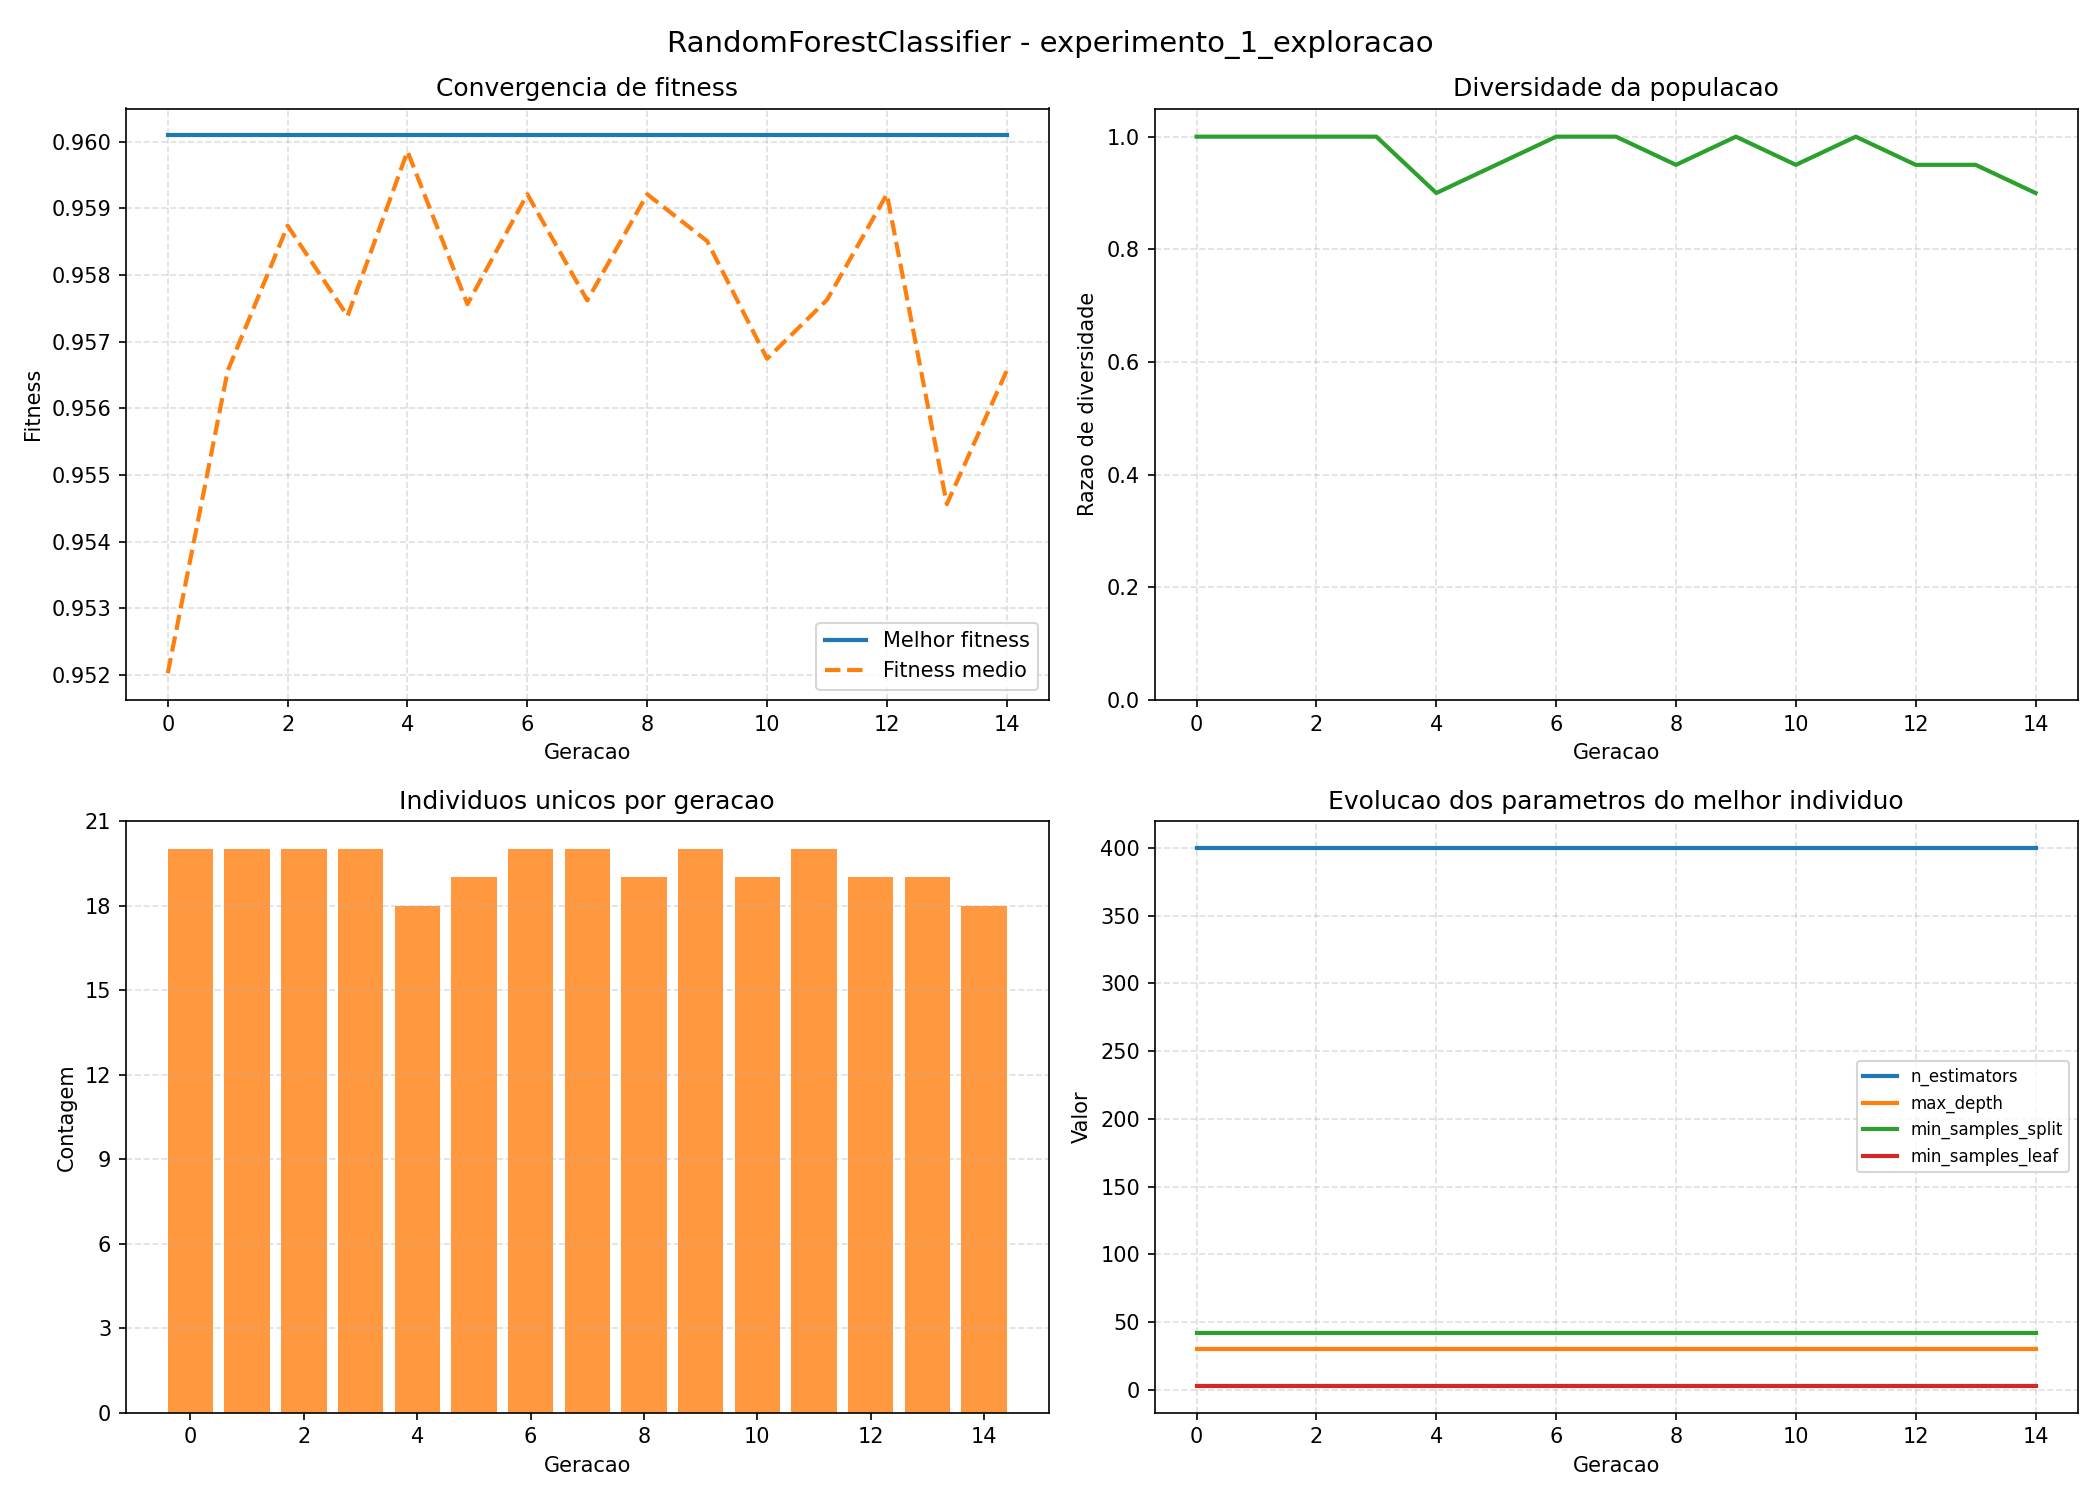 RandomForestClassifier - experimento_1_exploracao
Convergencia de fitness
0.960
0.959
0.958
0.957
0.956
0.955
0.954
0.953
0.952
Fitness
Melhor fitness
Fitness medio
0 2 4 6 8 10 12 14
Geracao
Diversidade da populacao
1.0
0.8
0.6
0.4
0.2
0.0
Razao de diversidade
0 2 4 6 8 10 12 14
Geracao
Individuos unicos por geracao
21
18
15
12
9
6
3
0
Contagem
0 2 4 6 8 10 12 14
Geracao
Evolucao dos parametros do melhor individuo
400
350
300
250
200
150
100
50
0
Valor
n_estimators
max_depth
min_samples_split
min_samples_leaf
0 2 4 6 8 10 12 14
Geracao